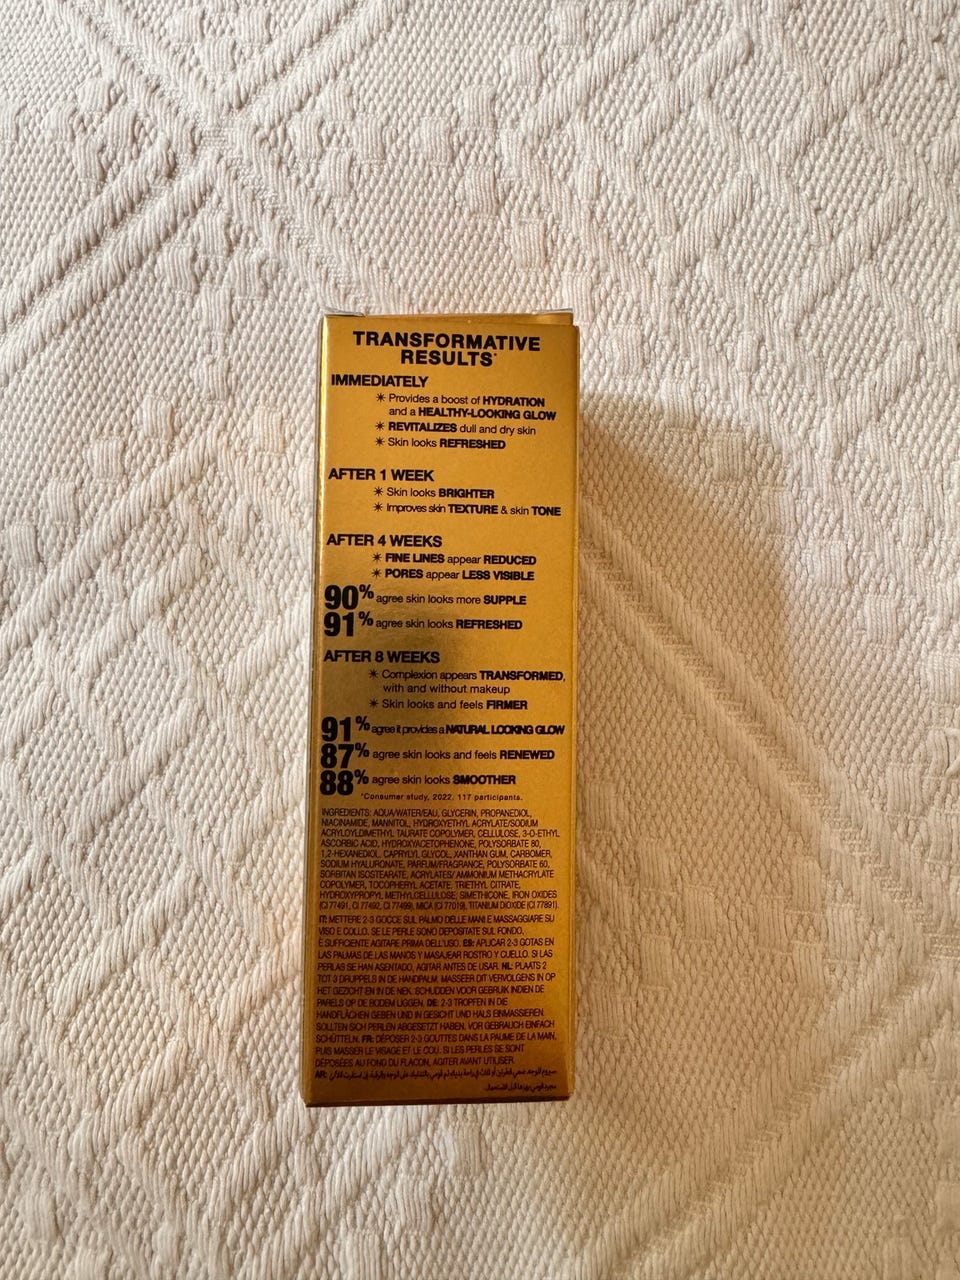 TRANSFORMATIVE
RESULTS*
IMMEDIATELY
✴ Provides a boost of HYDRATION
and a HEALTHY-LOOKING GLOW
✴ REVITALIZES dull and dry skin
✴ Skin looks REFRESHED
AFTER 1 WEEK
✴ Skin looks BRIGHTER
✴ Improves skin TEXTURE & skin TONE
AFTER 4 WEEKS
✴ FINE LINES appear REDUCED
✴ PORES appear LESS VISIBLE
90% agree skin looks more SUPPLE
91% agree skin looks REFRESHED
AFTER 8 WEEKS
✴ Complexion appears TRANSFORMED,
with and without makeup
✴ Skin looks and feels FIRMER
91% agree it provides a NATURAL LOOKING GLOW
87% agree skin looks and feels RENEWED
88% agree skin looks SMOOTHER
*Consumer study, 2022. 117 participants.
INGREDIENTS: AQUA/WATER/EAU, GLYCERIN, PROPANEDIOL,
NIACINAMIDE, MANNITOL, HYDROXYETHYL ACRYLATE/SODIUM
ACRYLOYLDIMETHYL TAURATE COPOLYMER, CELLULOSE, 3-O-ETHYL
ASCORBIC ACID, HYDROXYACETOPHENONE, POLYSORBATE 80,
1,2-HEXANEDIOL, CAPRYLYL GLYCOL, XANTHAN GUM, CARBOMER,
SODIUM HYALURONATE, PARFUM/FRAGRANCE, POLYSORBATE 60,
SORBITAN ISOSTEARATE, ACRYLATES/ AMMONIUM METHACRYLATE
COPOLYMER, TOCOPHERYL ACETATE, TRIETHYL CITRATE,
HYDROXYPROPYL METHYLCELLULOSE, SIMETHICONE, IRON OXIDES
(CI 77491, CI 77492, CI 77499), MICA (CI 77019), TITANIUM DIOXIDE (CI 77891).
IT: METTERE 2-3 GOCCE SUL PALMO DELLE MANI E MASSAGGIARE SU
VISO E COLLO. SE LE PERLE SONO DEPOSITATE SUL FONDO,
È SUFFICIENTE AGITARE PRIMA DELL'USO. ES: APLICAR 2-3 GOTAS EN
LAS PALMAS DE LAS MANOS Y MASAJEAR ROSTRO Y CUELLO. SI LAS
PERLAS SE HAN ASENTADO, AGITAR ANTES DE USAR. NL: PLAATS 2
TOT 3 DRUPPELS IN DE HANDPALM. MASSEER DIT VERVOLGENS IN OP
HET GEZICHT EN IN DE NEK. SCHUDDEN VOOR GEBRUIK INDIEN DE
PARELS OP DE BODEM LIGGEN. DE: 2-3 TROPFEN IN DIE
HANDFLÄCHEN GEBEN UND IN GESICHT UND HALS EINMASSIEREN.
SOLLTEN SICH PERLEN ABGESETZT HABEN, VOR GEBRAUCH EINFACH
SCHÜTTELN. FR: DÉPOSER 2-3 GOUTTES DANS LA PAUME DE LA MAIN,
PUIS MASSER LE VISAGE ET LE COU. SI LES PERLES SE SONT
DÉPOSÉES AU FOND DU FLACON, AGITER AVANT UTILISER.
AR: